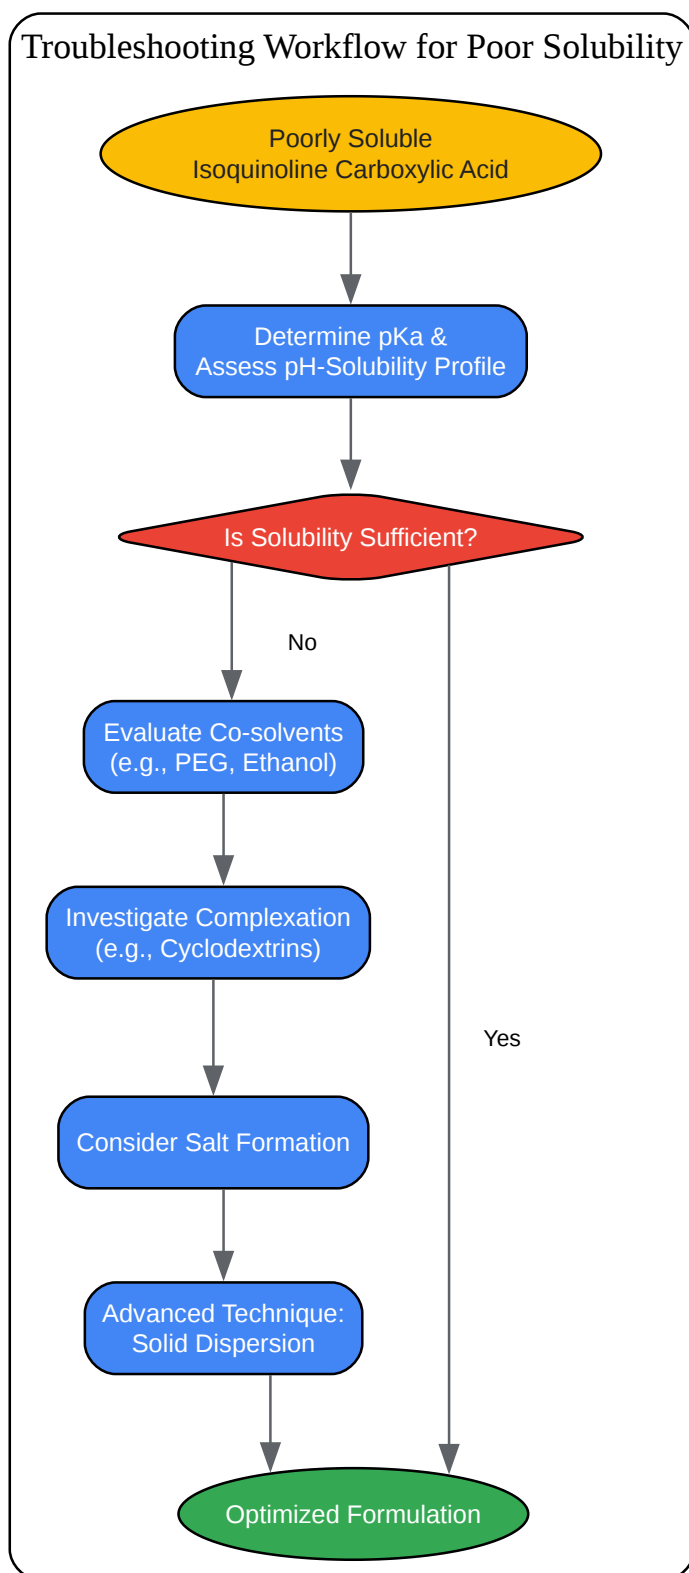 Troubleshooting Workflow for Poor Solubility
Poorly Soluble
Isoquinoline Carboxylic Acid
Determine pKa &
Assess pH-Solubility Profile
Is Solubility Sufficient?
No
Evaluate Co-solvents
(e.g., PEG, Ethanol)
Investigate Complexation
(e.g., Cyclodextrins)
Yes
Consider Salt Formation
Advanced Technique:
Solid Dispersion
Optimized Formulation